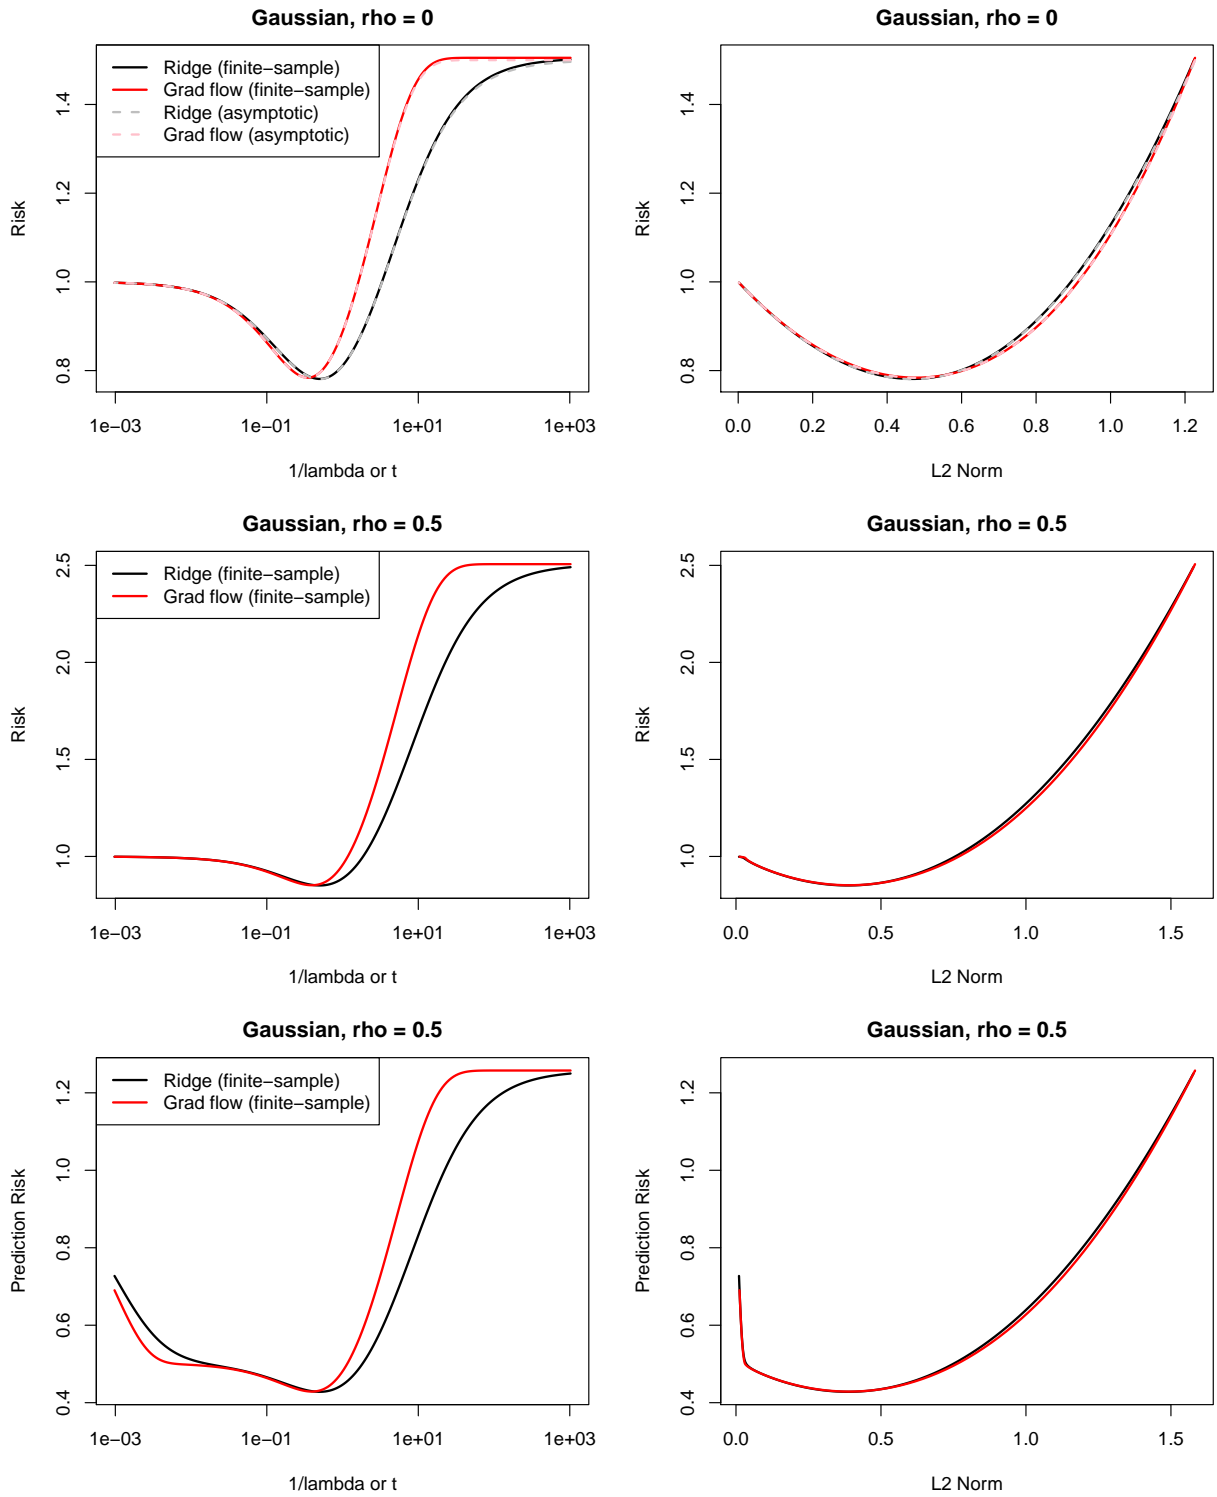 Gaussian, rho = 0
Ridge (finite−sample)
Grad flow (finite−sample)
Ridge (asymptotic)
Grad flow (asymptotic)
Risk
0.8 1.0 1.2 1.4
1e−03 1e−01 1e+01 1e+03
1/lambda or t
Gaussian, rho = 0
Risk
0.8 1.0 1.2 1.4
0.0 0.2 0.4 0.6 0.8 1.0 1.2
L2 Norm
Gaussian, rho = 0.5
Ridge (finite−sample)
Grad flow (finite−sample)
Risk
1.0 1.5 2.0 2.5
1e−03 1e−01 1e+01 1e+03
1/lambda or t
Gaussian, rho = 0.5
Risk
1.0 1.5 2.0 2.5
0.0 0.5 1.0 1.5
L2 Norm
Gaussian, rho = 0.5
Ridge (finite−sample)
Grad flow (finite−sample)
Prediction Risk
0.4 0.6 0.8 1.0 1.2
1e−03 1e−01 1e+01 1e+03
1/lambda or t
Gaussian, rho = 0.5
Prediction Risk
0.4 0.6 0.8 1.0 1.2
0.0 0.5 1.0 1.5
L2 Norm